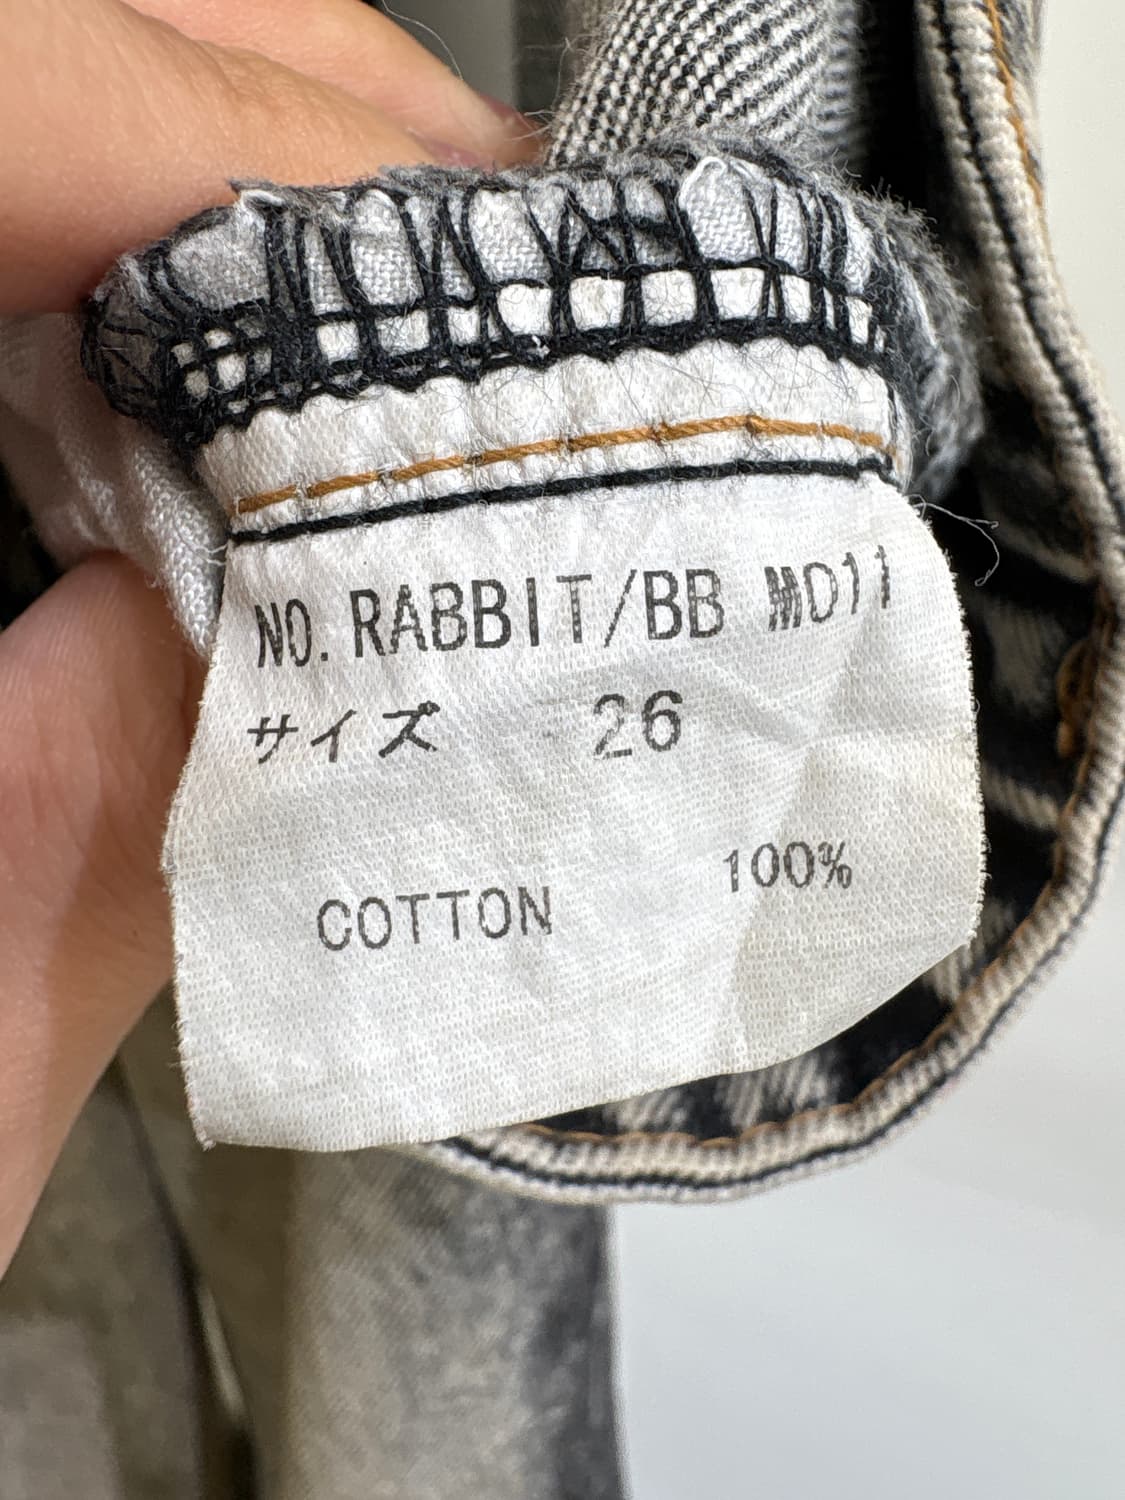 NO. RABBIT/BB MD11
サイズ 26
100%
COTTON